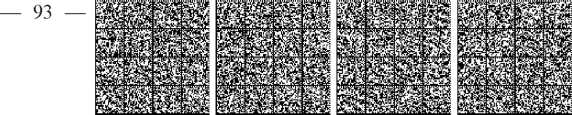 — 93 —